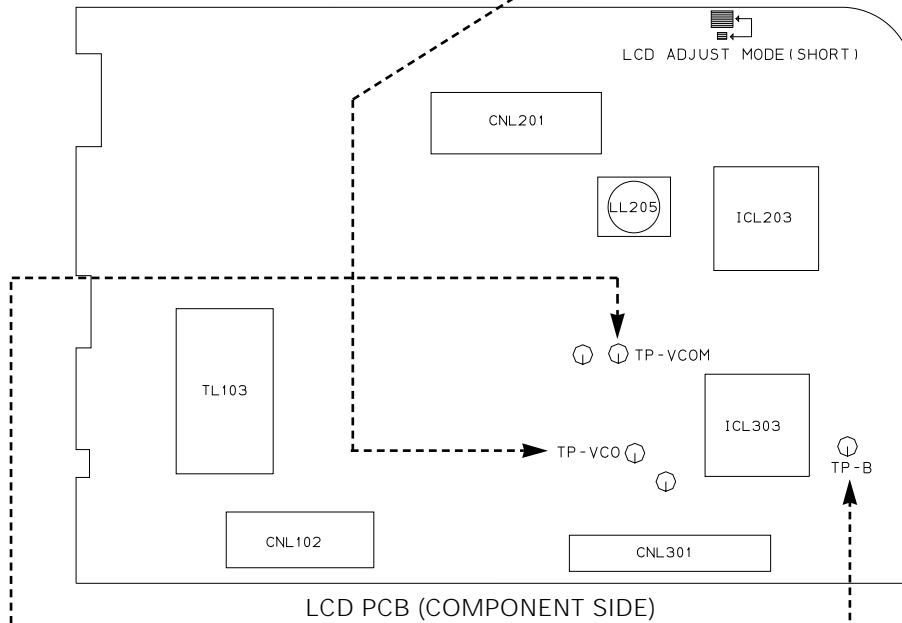 LCD ADJUST MODE(SHORT)
CNL201
LL205
ICL203
TP-VCOM
TL103
ICL303
TP-VCO
TP-B
CNL102
CNL301
LCD PCB (COMPONENT SIDE)